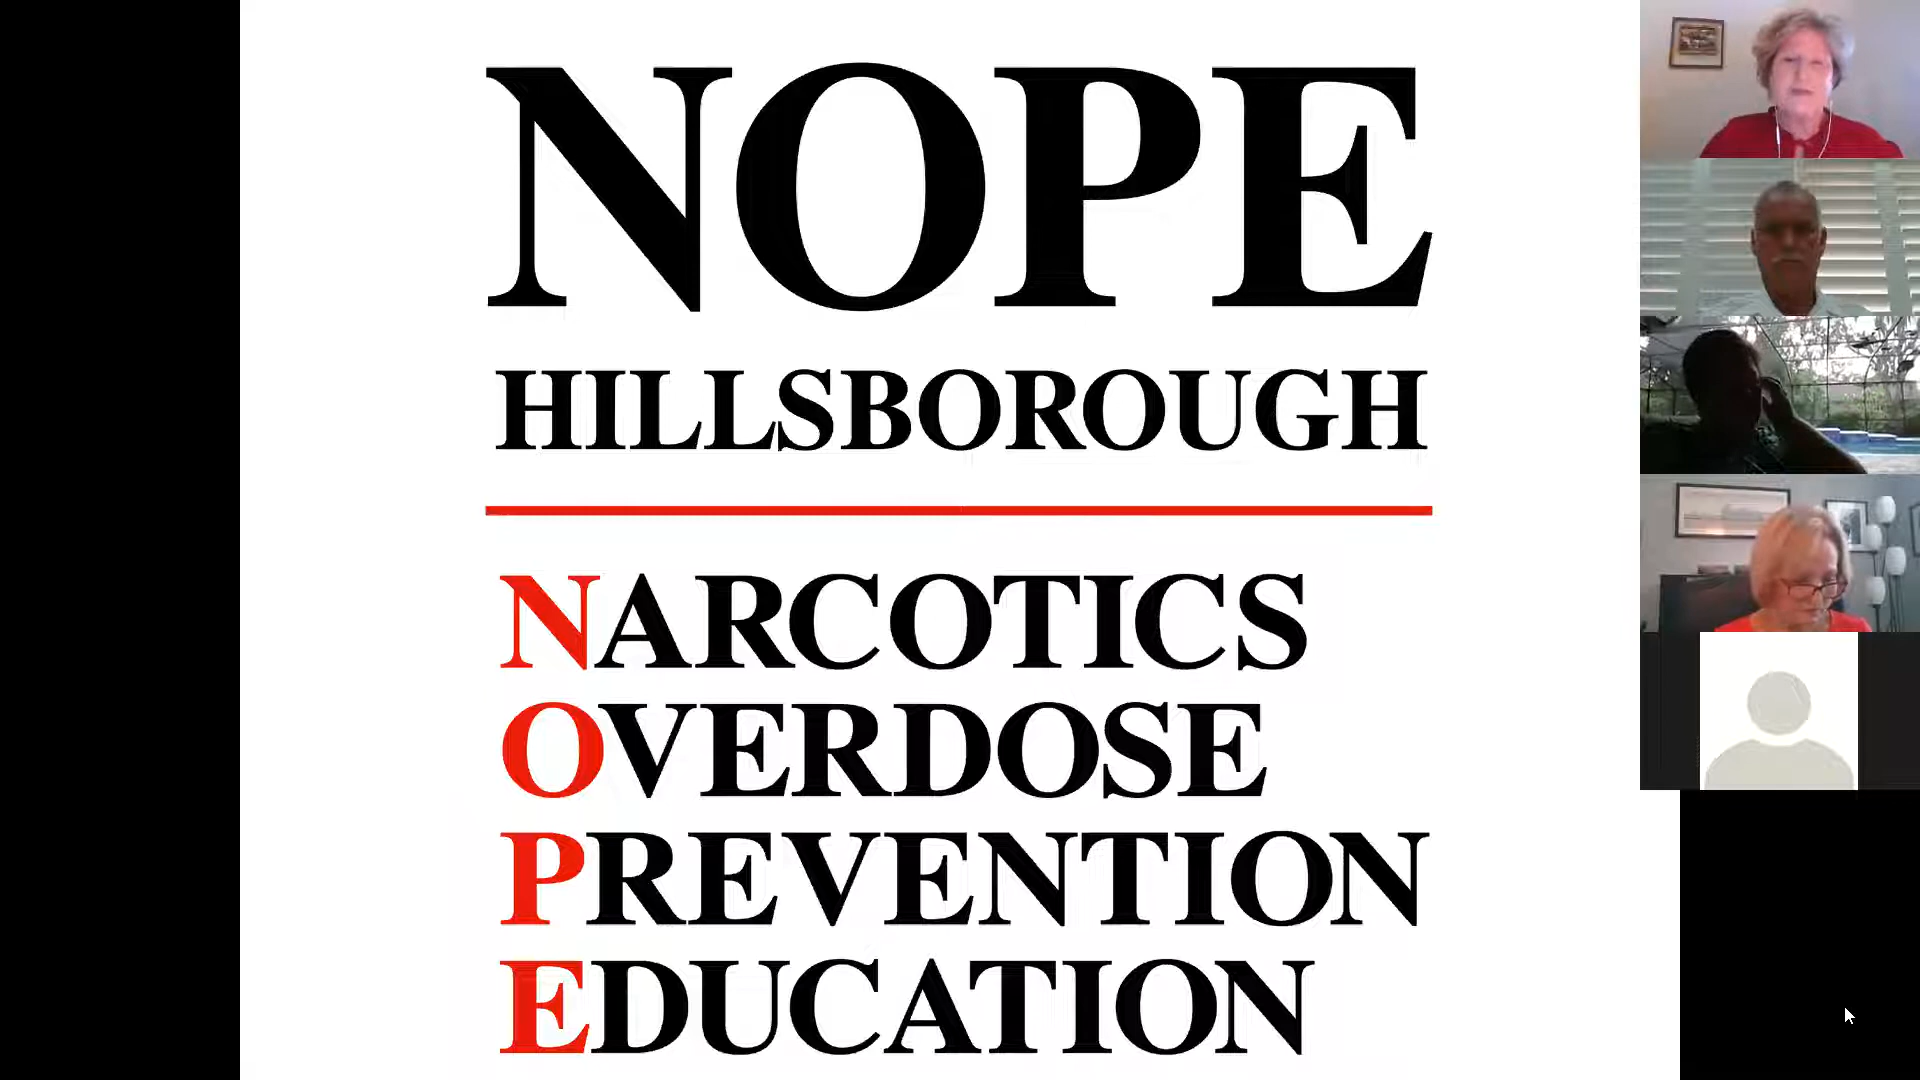 NOPE
HILLSBOROUGH
NARCOTICS
OVERDOSE
PREVENTION
EDUCATION